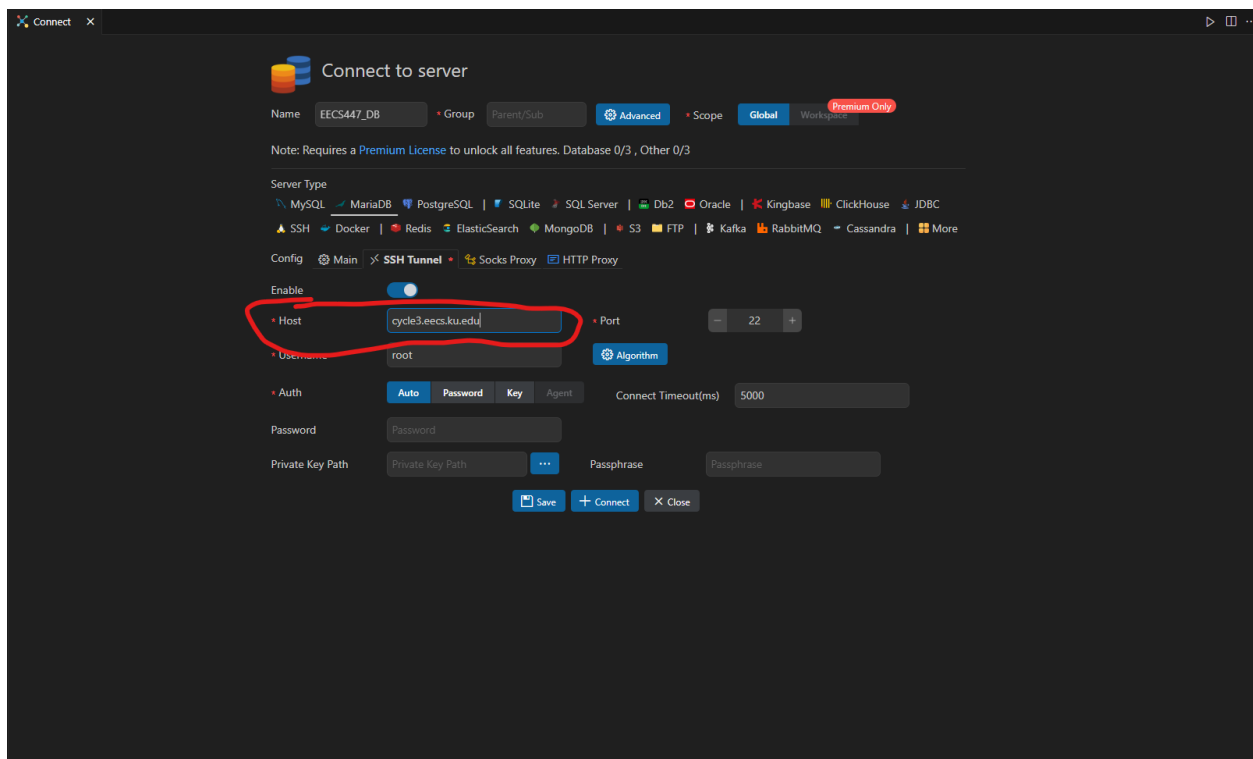 Connect
Connect to server
Name EECS447_DB * Group Parent/Sub Advanced * Scope Global Workspace Premium Only
Note: Requires a Premium License to unlock all features. Database 0/3 , Other 0/3
Server Type
MySQL MariaDB PostgreSQL | SQLite SQL Server | Db2 Oracle | Kingbase ClickHouse JDBC
SSH Docker | Redis ElasticSearch MongoDB | S3 FTP | Kafka RabbitMQ Cassandra | More
Config Main SSH Tunnel * Socks Proxy HTTP Proxy
Enable
* Host cycle3.eecs.ku.edu * Port 22
* Username root Algorithm
* Auth Auto Password Key Agent Connect Timeout(ms) 5000
Password Password
Private Key Path Private Key Path ... Passphrase Passphrase
Save + Connect Close